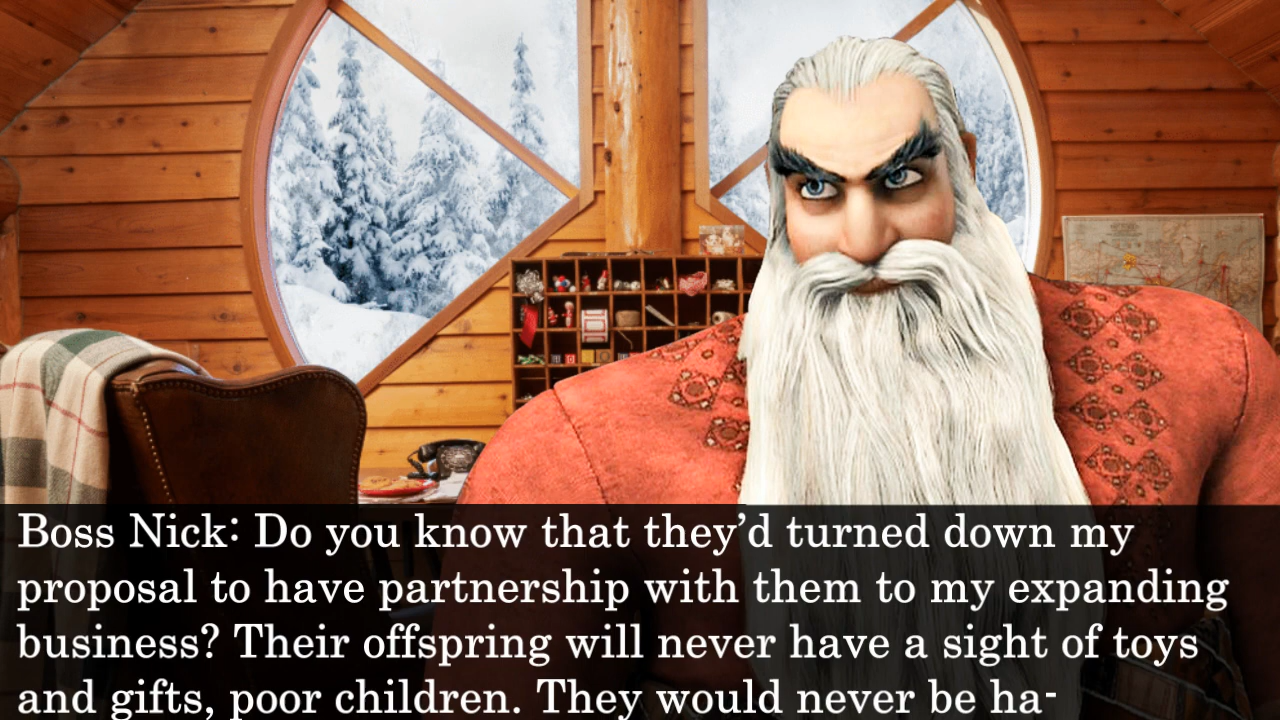 Boss Nick: Do you know that they’d turned down my
proposal to have partnership with them to my expanding
business? Their offspring will never have a sight of toys
and gifts, poor children. They would never be ha-